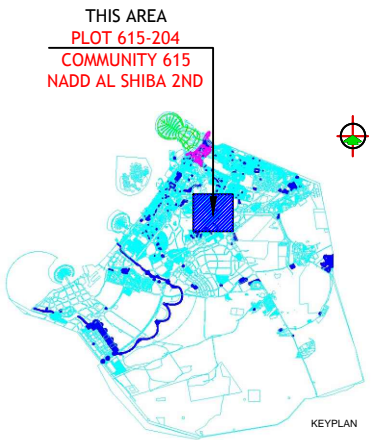 THIS AREA
PLOT 615-204
COMMUNITY 615
NADD AL SHIBA 2ND
KEYPLAN